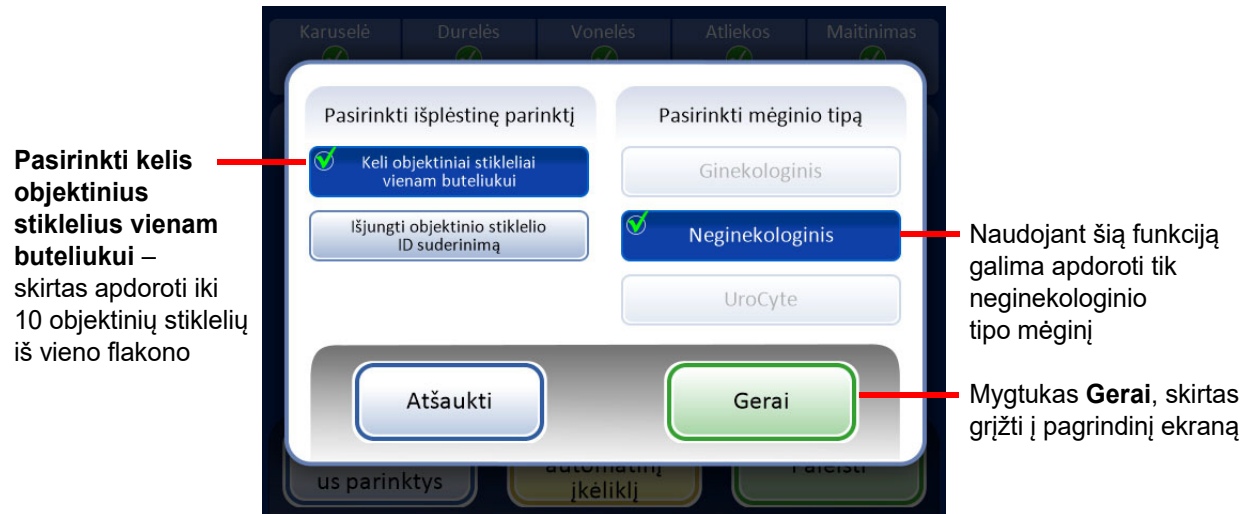 Karuselė Durelės Vonelės Atliekos Maitinimas
Pasirinkti išplėstinę parinktį
Pasirinkti mėginio tipą
Keli objektiniai stikleliai
vienam buteliukui
Išjungti objektinio stiklelio
ID suderinimą
Ginekologinis
Neginekologinis
UroCyte
Atšaukti
Gerai
us parinktys
automatinį
įkėliklį
Paleisti
Pasirinkti kelis
objektinius
stiklelius vienam
buteliukui –
skirtas apdoroti iki
10 objektinių stiklelių
iš vieno flakono
Naudojant šią funkciją
galima apdoroti tik
neginekologinio
tipo mėginį
Mygtukas Gerai, skirtas
grįžti į pagrindinį ekraną